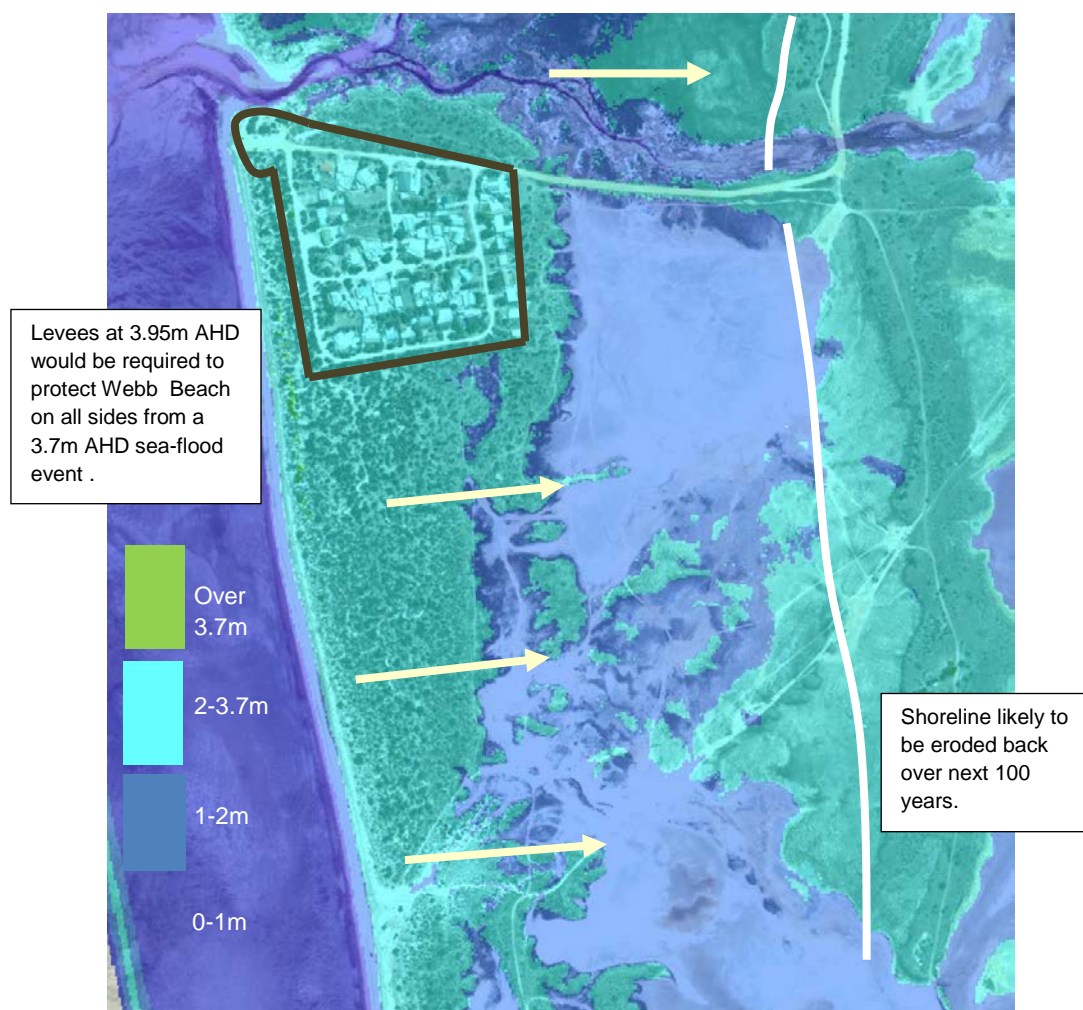 Levees at 3.95m AHD
would be required to
protect Webb Beach
on all sides from a
3.7m AHD sea-flood
event .
Over
3.7m
2-3.7m
1-2m
0-1m
Shoreline likely to
be eroded back
over next 100
years.